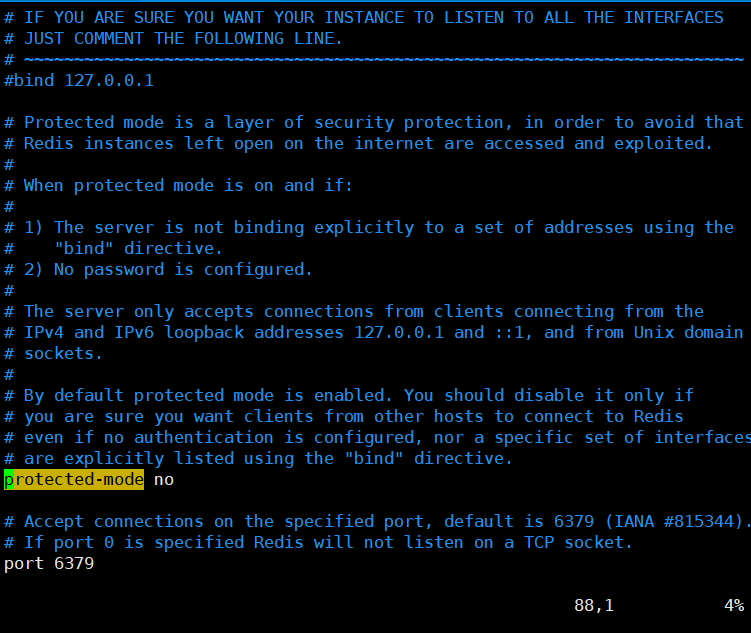 # IF YOU ARE SURE YOU WANT YOUR INSTANCE TO LISTEN TO ALL THE INTERFACES
# JUST COMMENT THE FOLLOWING LINE.
# ~~~~~~~~~~~~~~~~~~~~~~~~~~~~~~~~~~~~~~~~~~~~~~~~~~~~~~~~~~~~~~~~~~~~~~~~
#bind 127.0.0.1
# Protected mode is a layer of security protection, in order to avoid that
# Redis instances left open on the internet are accessed and exploited.
#
# When protected mode is on and if:
#
# 1) The server is not binding explicitly to a set of addresses using the
#    "bind" directive.
# 2) No password is configured.
#
# The server only accepts connections from clients connecting from the
# IPv4 and IPv6 loopback addresses 127.0.0.1 and ::1, and from Unix domain
# sockets.
#
# By default protected mode is enabled. You should disable it only if
# you are sure you want clients from other hosts to connect to Redis
# even if no authentication is configured, nor a specific set of interfaces
# are explicitly listed using the "bind" directive.
protected-mode no
# Accept connections on the specified port, default is 6379 (IANA #815344).
# If port 0 is specified Redis will not listen on a TCP socket.
port 6379
88,1 4%